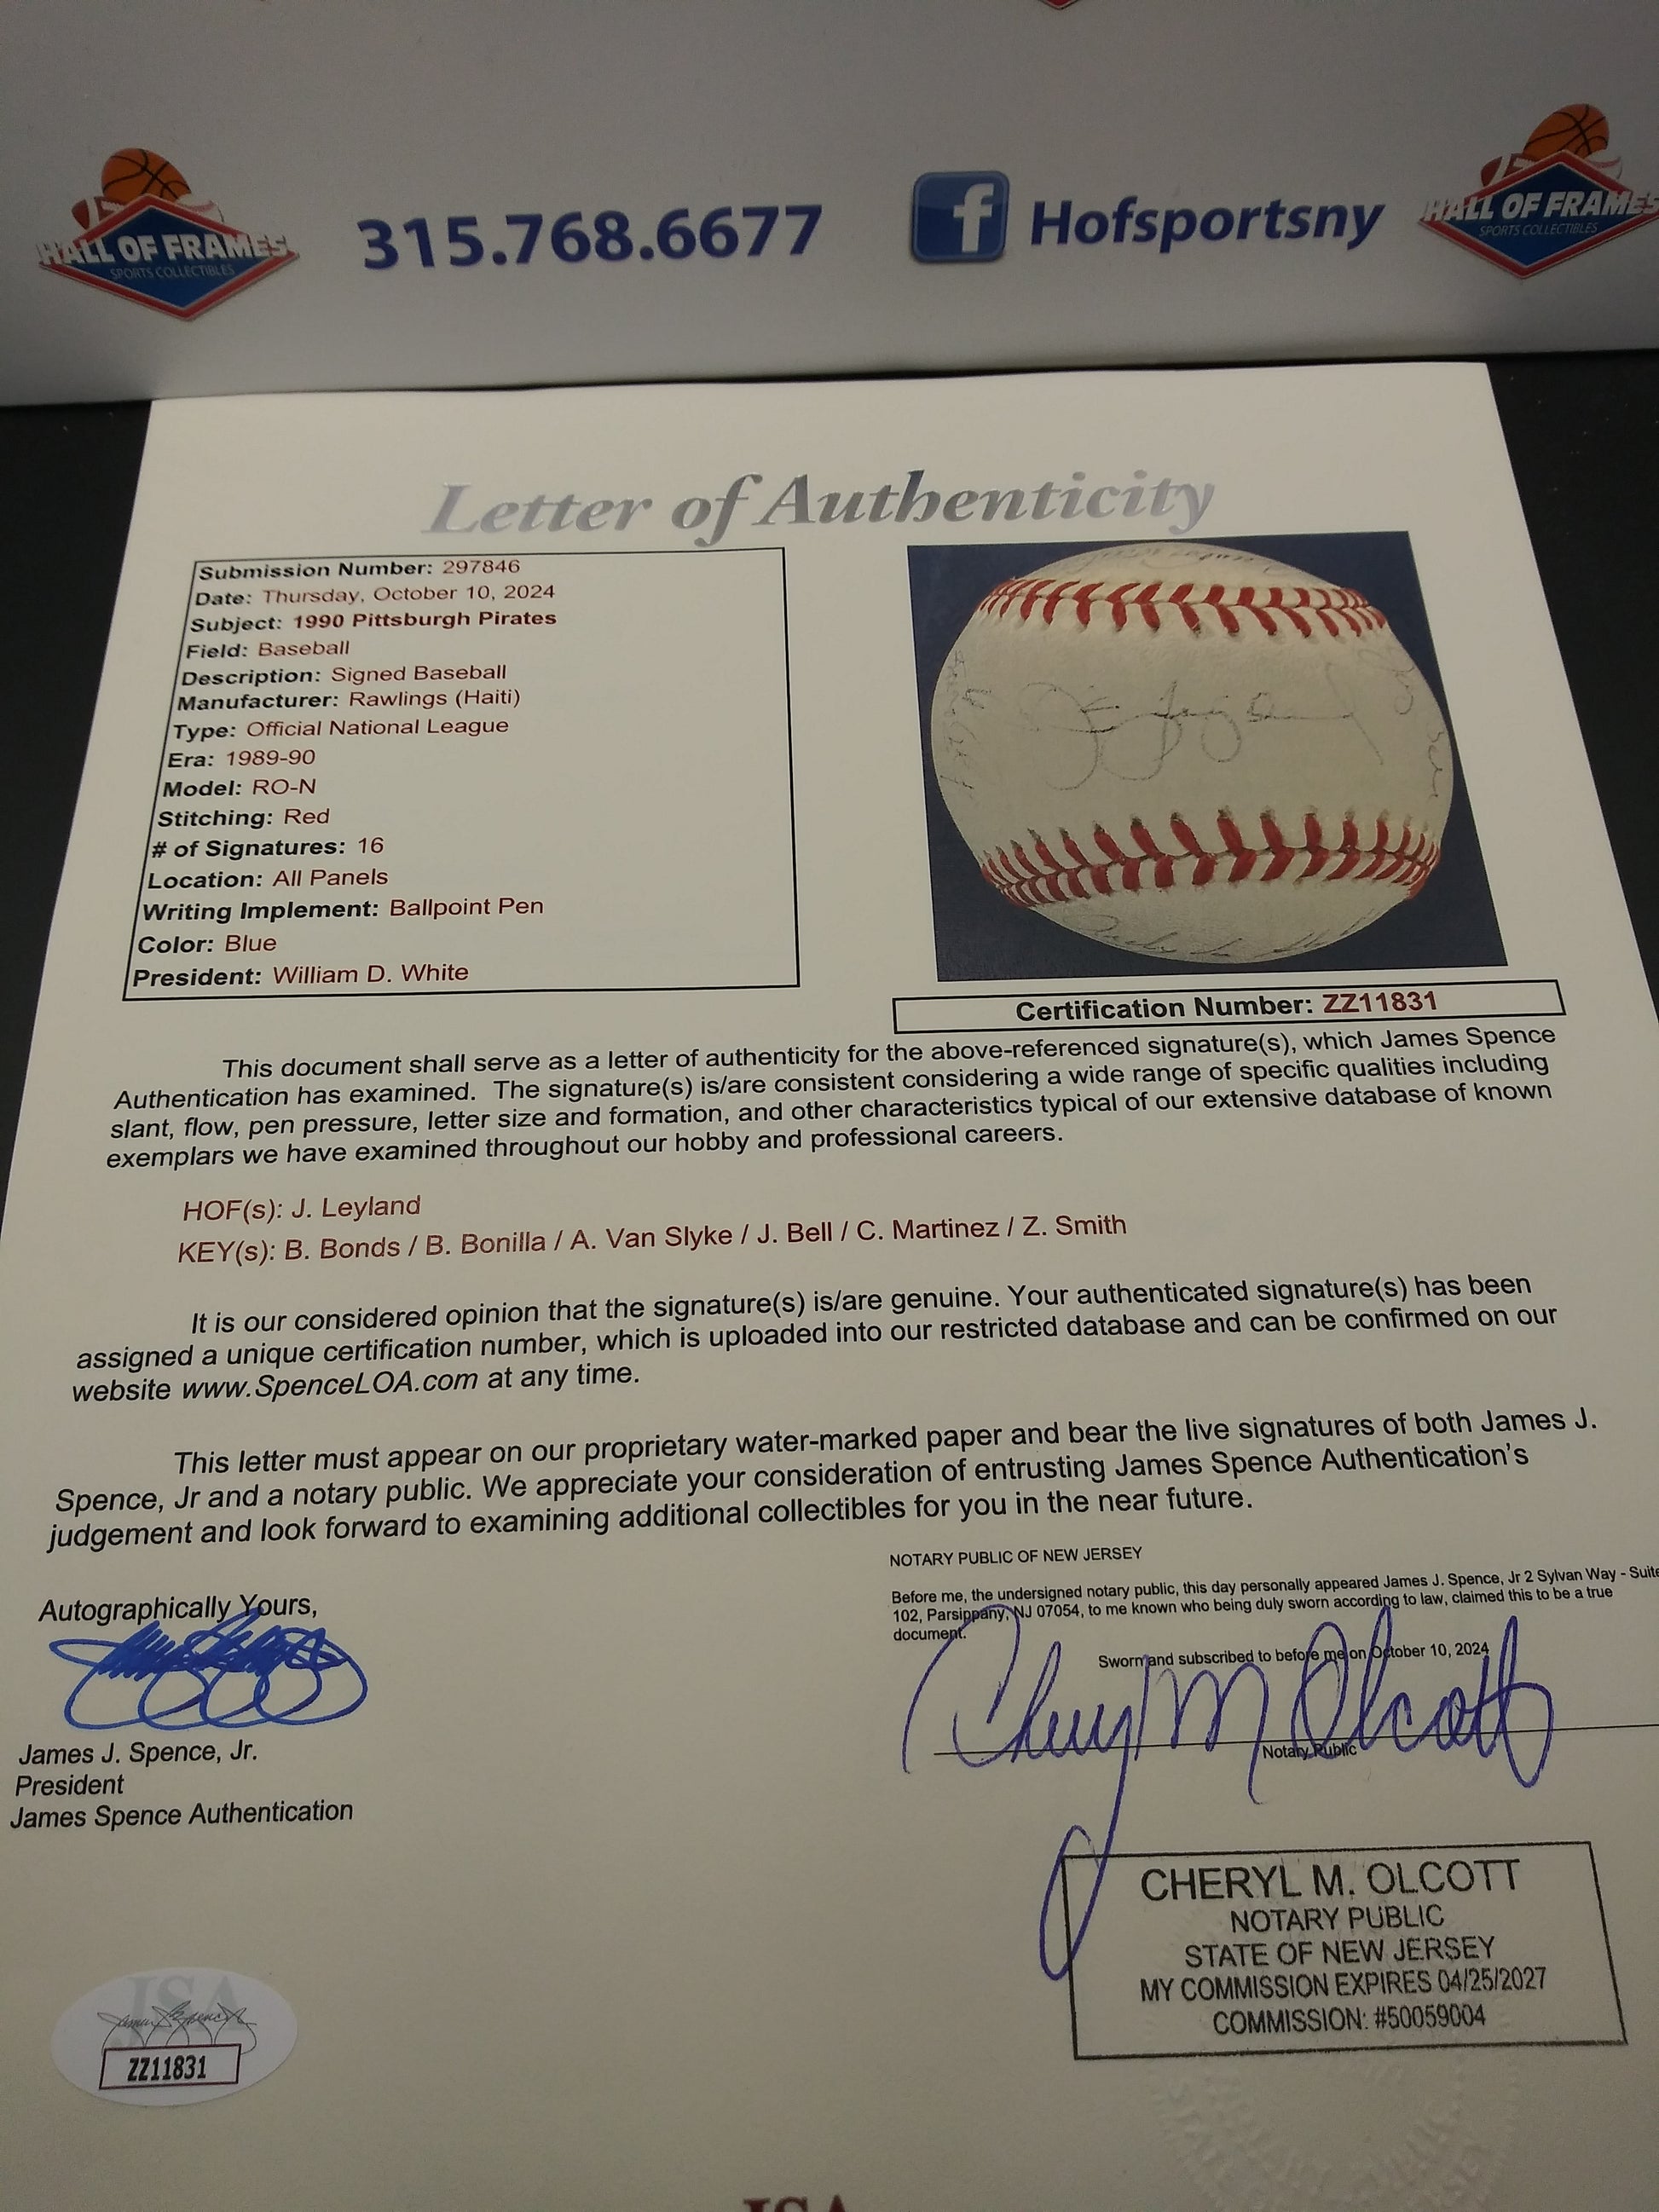 HALL OF FRAMES
SPORTS COLLECTIBLES
315.768.6677
f Hofsportsny
HALL OF FRAMES
SPORTS COLLECTIBLES
Letter of Authenticity
Submission Number: 297846
Date: Thursday, October 10, 2024
Subject: 1990 Pittsburgh Pirates
Field: Baseball
Description: Signed Baseball
Manufacturer: Rawlings (Haiti)
Type: Official National League
Era: 1989-90
Model: RO-N
Stitching: Red
# of Signatures: 16
Location: All Panels
Writing Implement: Ballpoint Pen
Color: Blue
President: William D. White
Certification Number: ZZ11831
This document shall serve as a letter of authenticity for the above-referenced signature(s), which James Spence
Authentication has examined. The signature(s) is/are consistent considering a wide range of specific qualities including
slant, flow, pen pressure, letter size and formation, and other characteristics typical of our extensive database of known
exemplars we have examined throughout our hobby and professional careers.
HOF(s): J. Leyland
KEY(s): B. Bonds / B. Bonilla / A. Van Slyke / J. Bell / C. Martinez / Z. Smith
It is our considered opinion that the signature(s) is/are genuine. Your authenticated signature(s) has been
assigned a unique certification number, which is uploaded into our restricted database and can be confirmed on our
website www.SpenceLOA.com at any time.
This letter must appear on our proprietary water-marked paper and bear the live signatures of both James J.
Spence, Jr and a notary public. We appreciate your consideration of entrusting James Spence Authentication's
judgement and look forward to examining additional collectibles for you in the near future.
NOTARY PUBLIC OF NEW JERSEY
Before me, the undersigned notary public, this day personally appeared James J. Spence, Jr 2 Sylvan Way - Suite
102, Parsippany, NJ 07054, to me known who being duly sworn according to law, claimed this to be a true
document.
Sworn and subscribed to before me on October 10, 2024
Cheryl M Olcott
Notary Public
Autographically Yours,
James J. Spence, Jr.
President
James Spence Authentication
CHERYL M. OLCOTT
NOTARY PUBLIC
STATE OF NEW JERSEY
MY COMMISSION EXPIRES 04/25/2027
COMMISSION: #50059004
JSA
James Spence
ZZ11831
JSA